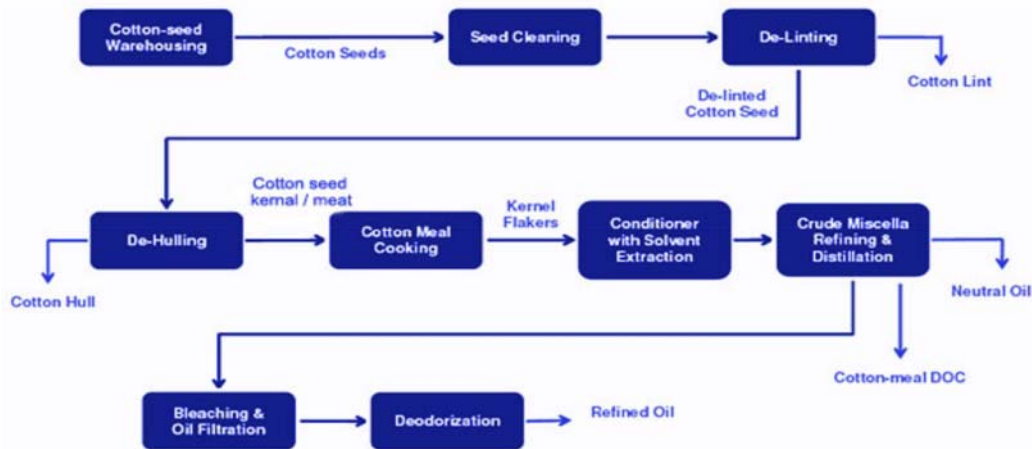 Cotton-seed
Warehousing
Cotton Seeds
Seed Cleaning
De-Linting
Cotton Lint
De-linted
Cotton Seed
De-Hulling
Cotton Hull
Cotton seed
kernal / meat
Cotton Meal
Cooking
Kernel
Flakers
Conditioner
with Solvent
Extraction
Crude Miscella
Refining &
Distillation
Neutral Oil
Cotton-meal DOC
Bleaching &
Oil Filtration
Deodorization
Refined Oil